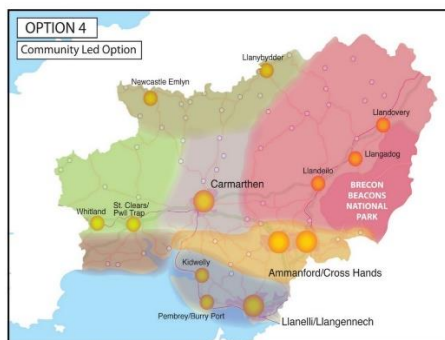 OPTION 4
Community Led Option
Llanybydder
Newcastle Emlyn
Llandovery
Llangadog
Llandeilo
Carmarthen
BRECON
BEACONS
NATIONAL
PARK
St. Clears/
Pwll Trap
Whitland
Ammanford/Cross Hands
Kidwelly
Pembrey/Burry Port
Llanelli/Llangennech